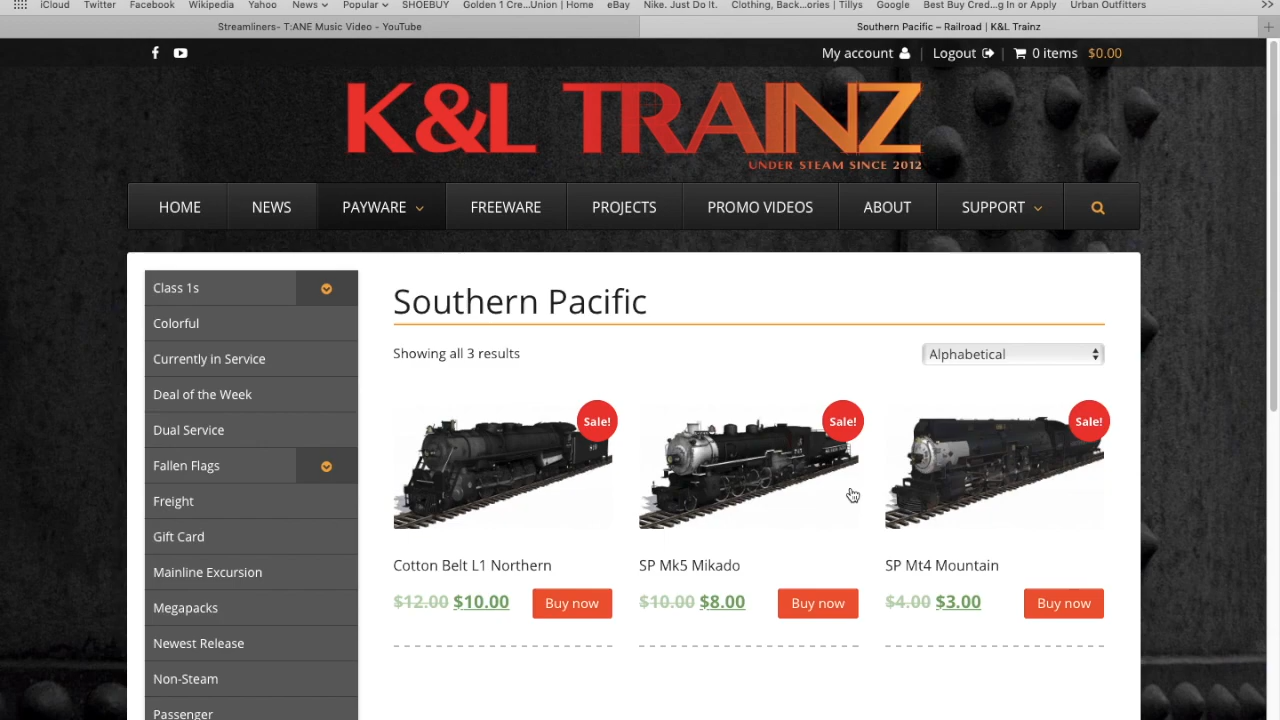 iCloud Twitter Facebook Wikipedia Yahoo News Popular SHOEBUY Golden 1 Cre...Union | Home eBay Nike. Just Do It. Clothing, Back...ories | Tillys Google Best Buy Cred...g In or Apply Urban Outfitters >>
Streamliners- T:ANE Music Video - YouTube
Southern Pacific – Railroad | K&L Trainz
My account | Logout | 0 items $0.00
K&L TRAINZ
UNDER STEAM SINCE 2012
HOME NEWS PAYWARE FREEWARE PROJECTS PROMO VIDEOS ABOUT SUPPORT
Class 1s
Colorful
Currently in Service
Deal of the Week
Dual Service
Fallen Flags
Freight
Gift Card
Mainline Excursion
Megapacks
Newest Release
Non-Steam
Passenger
Southern Pacific
Showing all 3 results
Alphabetical
Sale!
Cotton Belt L1 Northern
$12.00 $10.00 Buy now
Sale!
SP Mk5 Mikado
$10.00 $8.00 Buy now
Sale!
SP Mt4 Mountain
$4.00 $3.00 Buy now